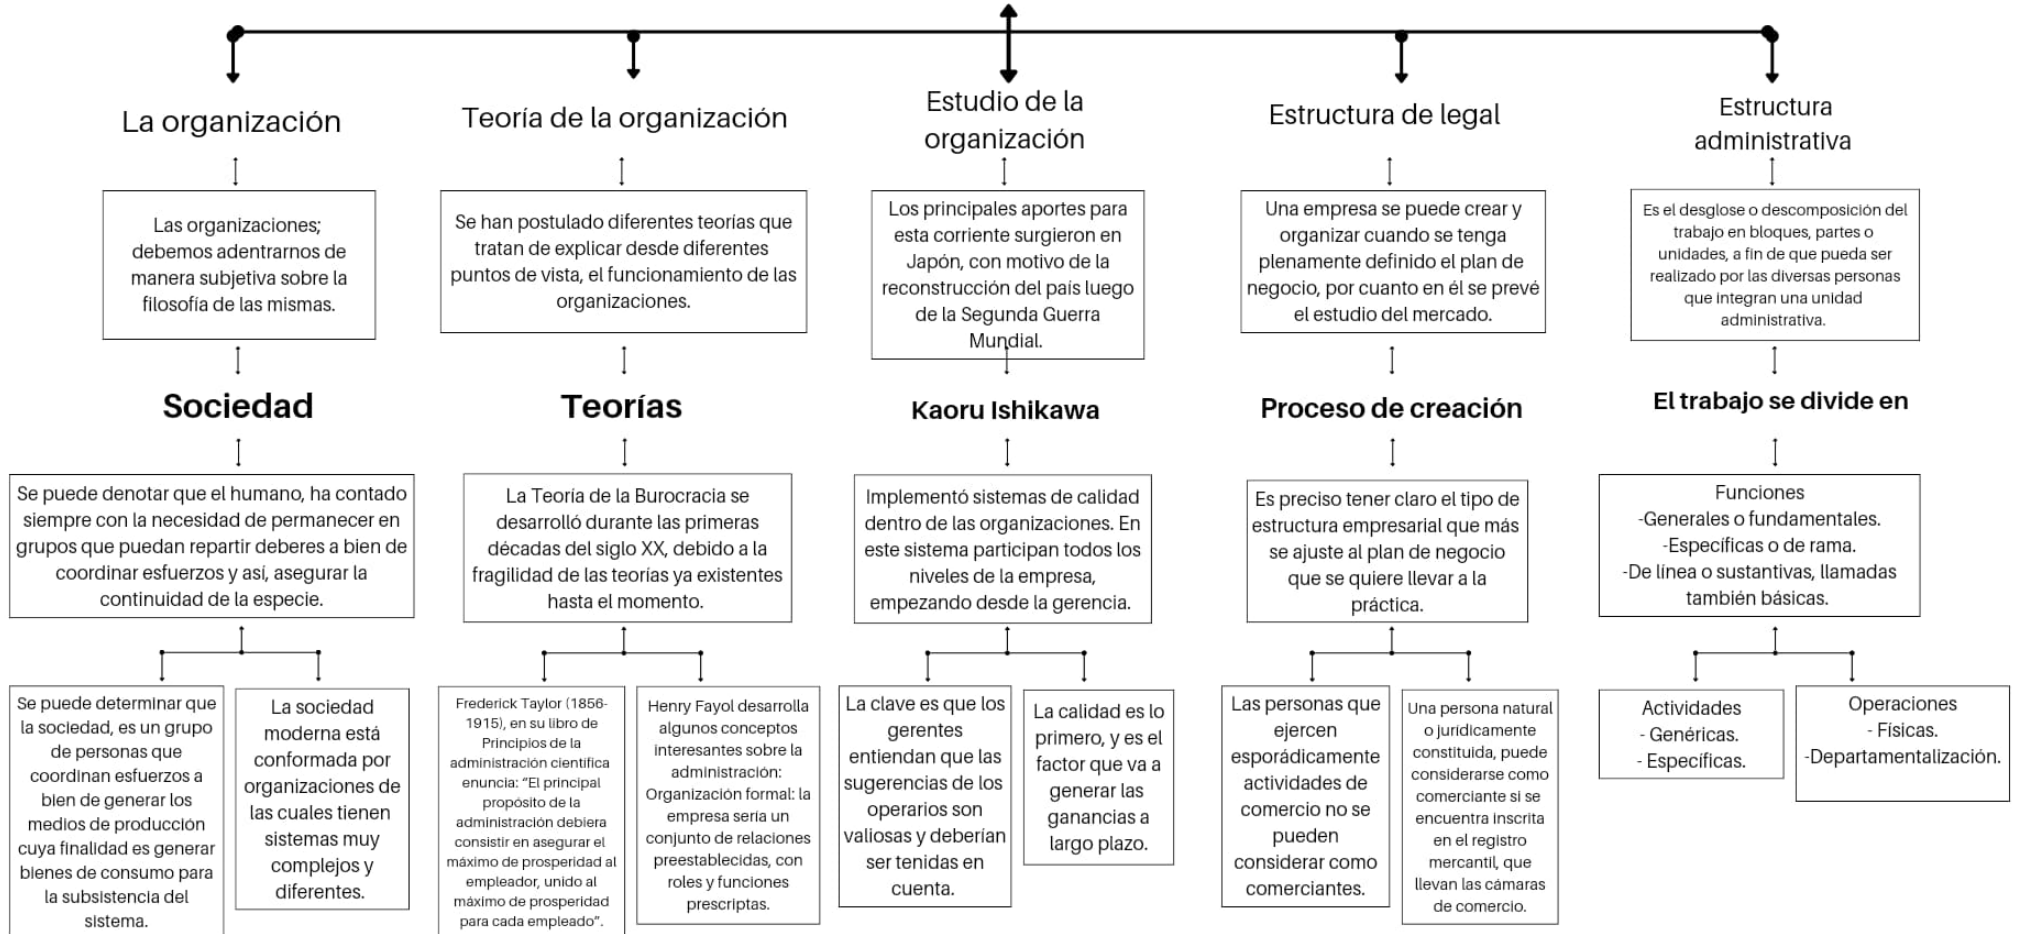 La organización
Las organizaciones;
debemos adentrarnos de
manera subjetiva sobre la
filosofía de las mismas.
Sociedad
Se puede denotar que el humano, ha contado
siempre con la necesidad de permanecer en
grupos que puedan repartir deberes a bien de
coordinar esfuerzos y así, asegurar la
continuidad de la especie.
Se puede determinar que
la sociedad, es un grupo
de personas que
coordinan esfuerzos a
bien de generar los
medios de producción
cuya finalidad es generar
bienes de consumo para
la subsistencia del
sistema.
La sociedad
moderna está
conformada por
organizaciones de
las cuales tienen
sistemas muy
complejos y
diferentes.
Teoría de la organización
Se han postulado diferentes teorías que
tratan de explicar desde diferentes
puntos de vista, el funcionamiento de las
organizaciones.
Teorías
La Teoría de la Burocracia se
desarrolló durante las primeras
décadas del siglo XX, debido a la
fragilidad de las teorías ya existentes
hasta el momento.
Frederick Taylor (1856-
1915), en su libro de
Principios de la
administración científica
enuncia: “El principal
propósito de la
administración debiera
consistir en asegurar el
máximo de prosperidad al
empleador, unido al
máximo de prosperidad
para cada empleado”.
Henry Fayol desarrolla
algunos conceptos
interesantes sobre la
administración:
Organización formal: la
empresa sería un
conjunto de relaciones
preestablecidas, con
roles y funciones
prescriptas.
Estudio de la
organización
Los principales aportes para
esta corriente surgieron en
Japón, con motivo de la
reconstrucción del país luego
de la Segunda Guerra
Mundial.
Kaoru Ishikawa
Implementó sistemas de calidad
dentro de las organizaciones. En
este sistema participan todos los
niveles de la empresa,
empezando desde la gerencia.
La clave es que los
gerentes
entiendan que las
sugerencias de los
operarios son
valiosas y deberían
ser tenidas en
cuenta.
La calidad es lo
primero, y es el
factor que va a
generar las
ganancias a
largo plazo.
Estructura de legal
Una empresa se puede crear y
organizar cuando se tenga
plenamente definido el plan de
negocio, por cuanto en él se prevé
el estudio del mercado.
Proceso de creación
Es preciso tener claro el tipo de
estructura empresarial que más
se ajuste al plan de negocio
que se quiere llevar a la
práctica.
Las personas que
ejercen
esporádicamente
actividades de
comercio no se
pueden
considerar como
comerciantes.
Una persona natural
o jurídicamente
constituida, puede
considerarse como
comerciante si se
encuentra inscrita
en el registro
mercantil, que
llevan las cámaras
de comercio.
Estructura
administrativa
Es el desglose o descomposición del
trabajo en bloques, partes o
unidades, a fin de que pueda ser
realizado por las diversas personas
que integran una unidad
administrativa.
El trabajo se divide en
Funciones
-Generales o fundamentales.
-Específicas o de rama.
-De línea o sustantivas, llamadas
también básicas.
Actividades
- Genéricas.
- Específicas.
Operaciones
- Físicas.
-Departamentalización.